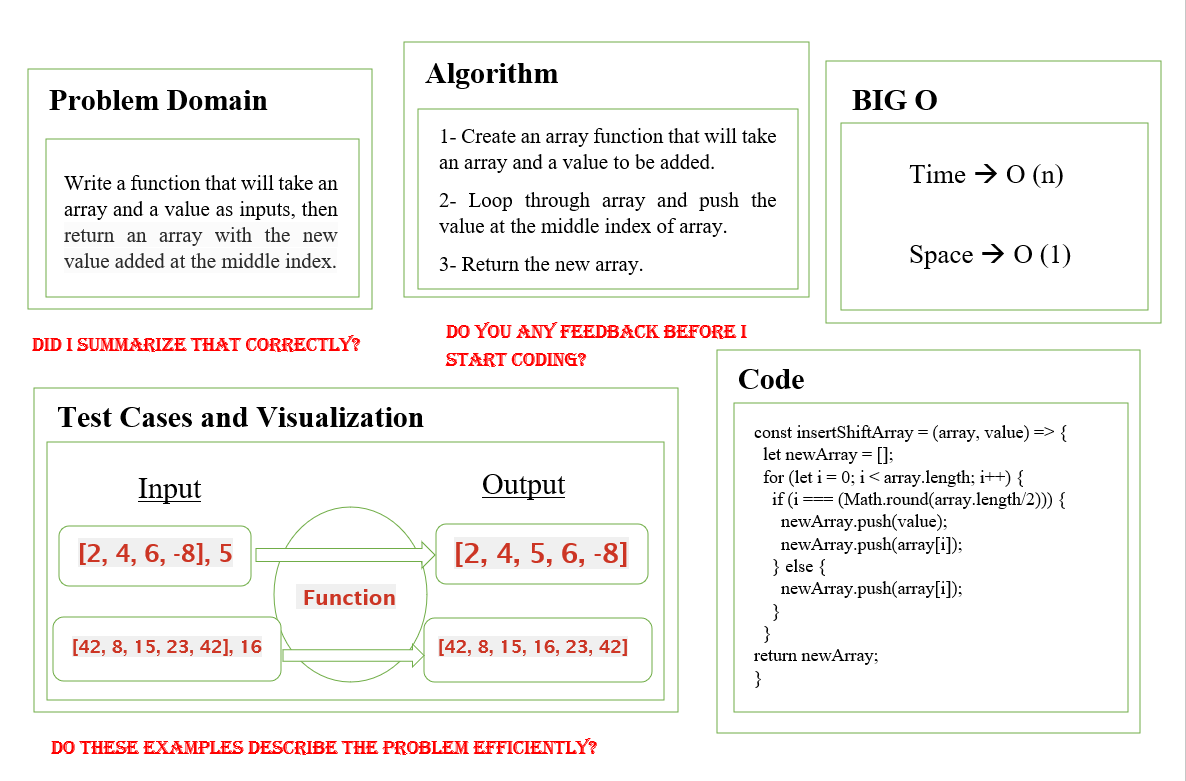 Problem Domain
Write a function that will take an
array and a value as inputs, then
return an array with the new
value added at the middle index.
DID I SUMMARIZE THAT CORRECTLY?
Algorithm
1- Create an array function that will take
an array and a value to be added.
2- Loop through array and push the
value at the middle index of array.
3- Return the new array.
DO YOU ANY FEEDBACK BEFORE I
START CODING?
BIG O
Time → O (n)
Space → O (1)
Test Cases and Visualization
Input
Output
[2, 4, 6, -8], 5
[2, 4, 5, 6, -8]
Function
[42, 8, 15, 23, 42], 16
[42, 8, 15, 16, 23, 42]
DO THESE EXAMPLES DESCRIBE THE PROBLEM EFFICIENTLY?
Code
const insertShiftArray = (array, value) => {
let newArray = [];
for (let i = 0; i < array.length; i++) {
if (i === (Math.round(array.length/2))) {
newArray.push(value);
newArray.push(array[i]);
} else {
newArray.push(array[i]);
}
}
return newArray;
}